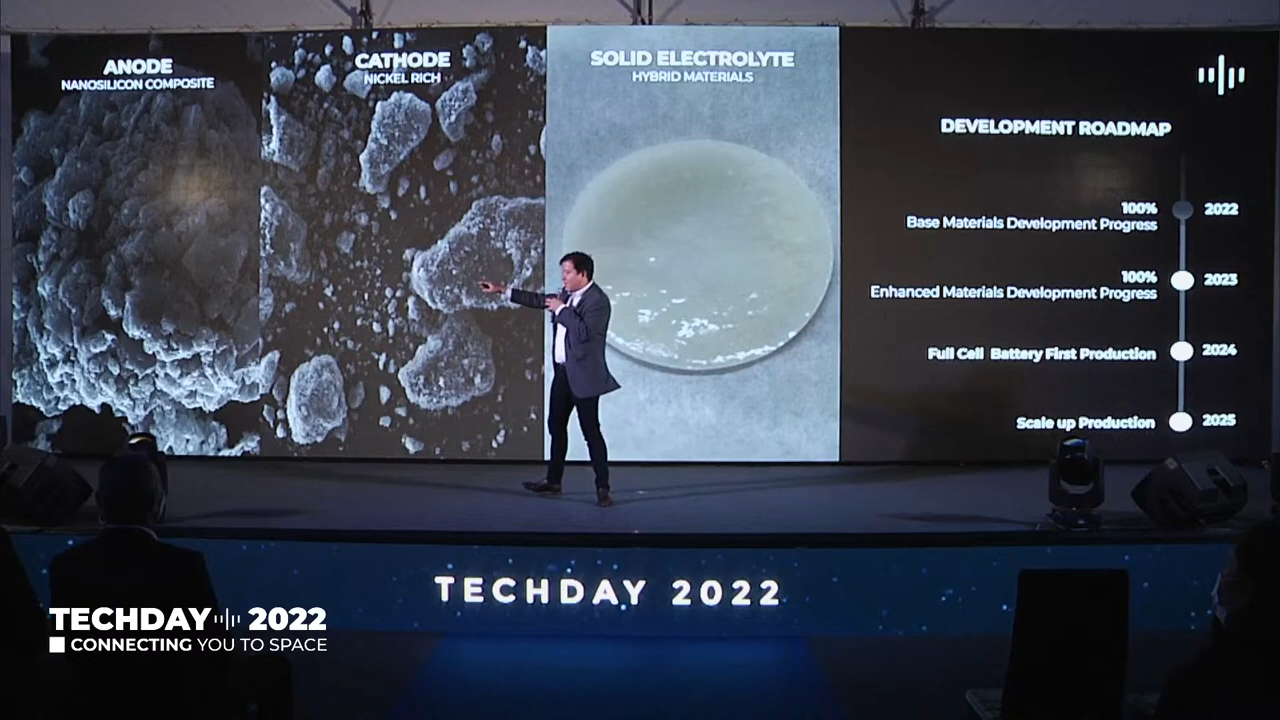 ANODE
NANOSILICON COMPOSITE
CATHODE
NICKEL RICH
SOLID ELECTROLYTE
HYBRID MATERIALS
DEVELOPMENT ROADMAP
100%
Base Materials Development Progress
2022
100%
Enhanced Materials Development Progress
2023
Full Cell Battery First Production
2024
Scale up Production
2025
TECHDAY 2022
TECHDAY 2022
CONNECTING YOU TO SPACE